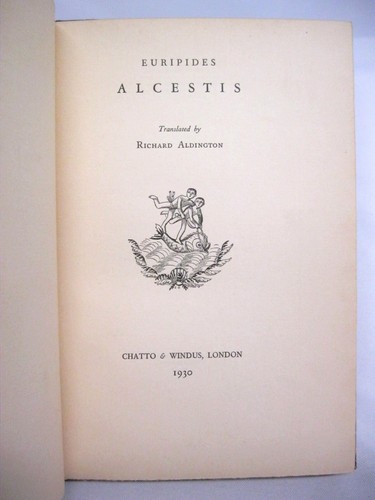 EURIPIDES
ALCESTIS
Translated by
RICHARD ALDINGTON
CHATTO & WINDUS, LONDON
1930